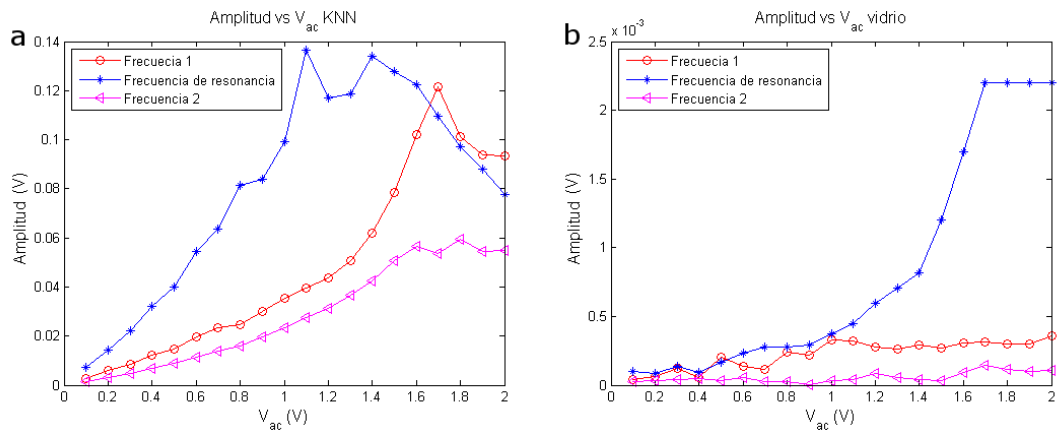 a
Amplitud vs V_ac KNN
0.14
0.12
0.1
0.08
0.06
0.04
0.02
0
Amplitud (V)
Frecuecia 1
Frecuencia de resonancia
Frecuencia 2
0 0.2 0.4 0.6 0.8 1 1.2 1.4 1.6 1.8 2
V_ac (V)
b
Amplitud vs V_ac vidrio
x 10^-3
3
2.5
2
1.5
1
0.5
0
Amplitud (V)
Frecuecia 1
Frecuencia de resonancia
Frecuencia 2
0 0.2 0.4 0.6 0.8 1 1.2 1.4 1.6 1.8 2
V_ac (V)